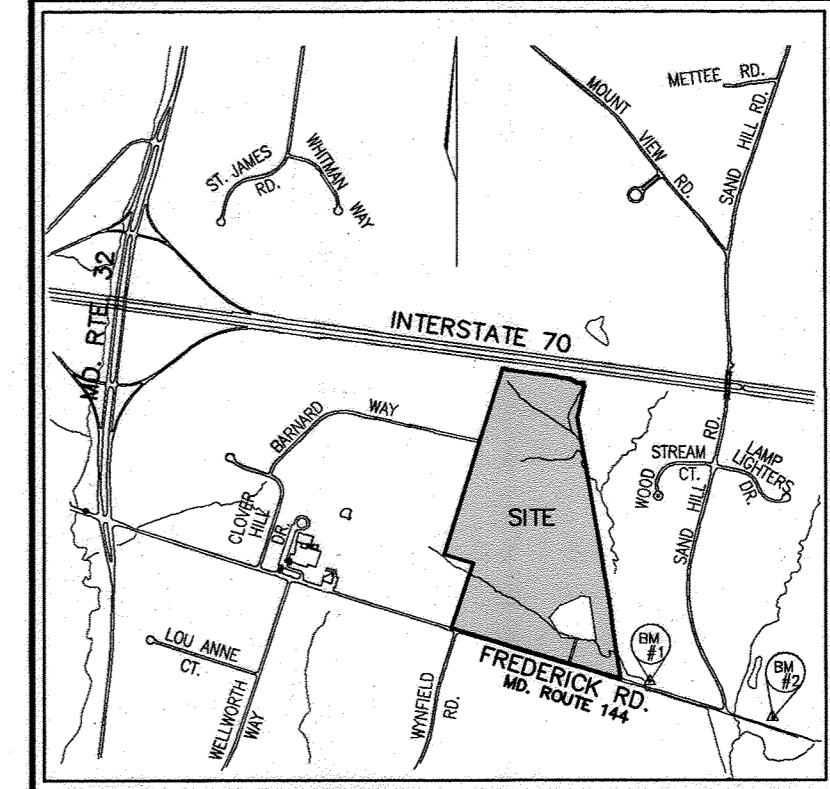 METTEE RD.
MOUNT
VIEW
RD.
SAND
HILL RD.
ST. JAMES
RD.
WHITMAN
WAY
MD. RTE 32
INTERSTATE 70
BARNARD
WAY
CLOVER
HILL
DR.
SITE
WOOD
STREAM
CT.
LAMP
LIGHTERS
DR.
SAND
HILL
RD.
LOU ANNE
CT.
WELLWORTH
WAY
WYNFIELD
RD.
FREDERICK RD.
MD. ROUTE 144
BM
#1
BM
#2